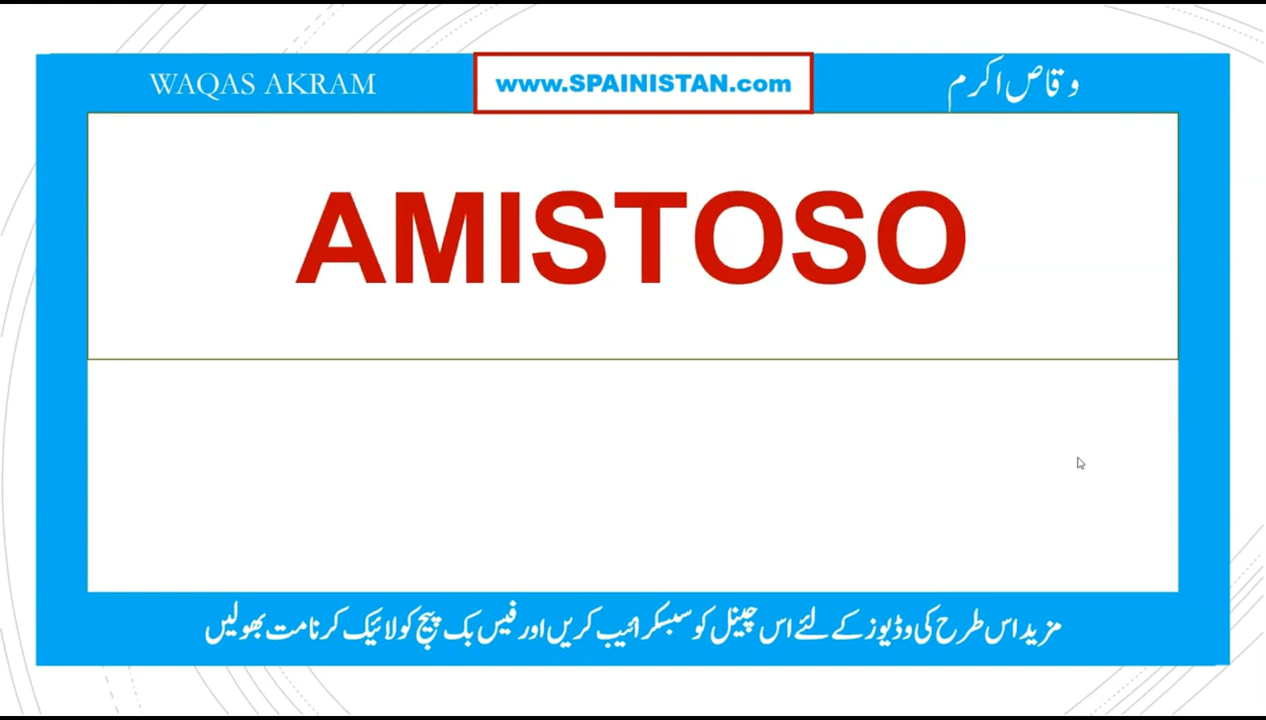 WAQAS AKRAM
www.SPAINISTAN.com
وقاص اکرم
AMISTOSO
مزید اس طرح کی وڈیوز کے لئے اس چینل کو سبسکرائیب کریں اور فیس بک پیج کو لائیک کرنا مت بھولیں